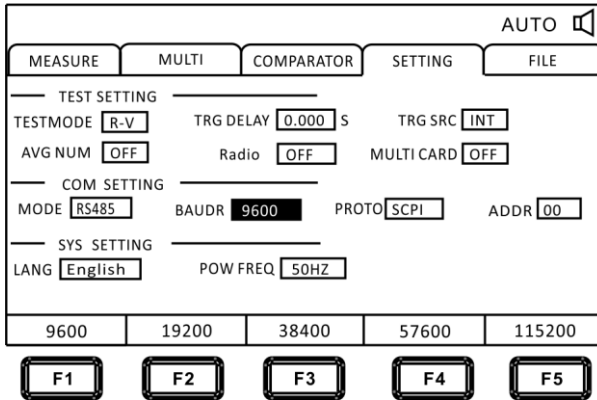 AUTO
MEASURE MULTI COMPARATOR SETTING FILE
TEST SETTING
TESTMODE R-V TRG DELAY 0.000 S TRG SRC INT
AVG NUM OFF Radio OFF MULTI CARD OFF
COM SETTING
MODE RS485 BAUDR 9600 PROTO SCPI ADDR 00
SYS SETTING
LANG English POW FREQ 50HZ
9600 19200 38400 57600 115200
F1 F2 F3 F4 F5